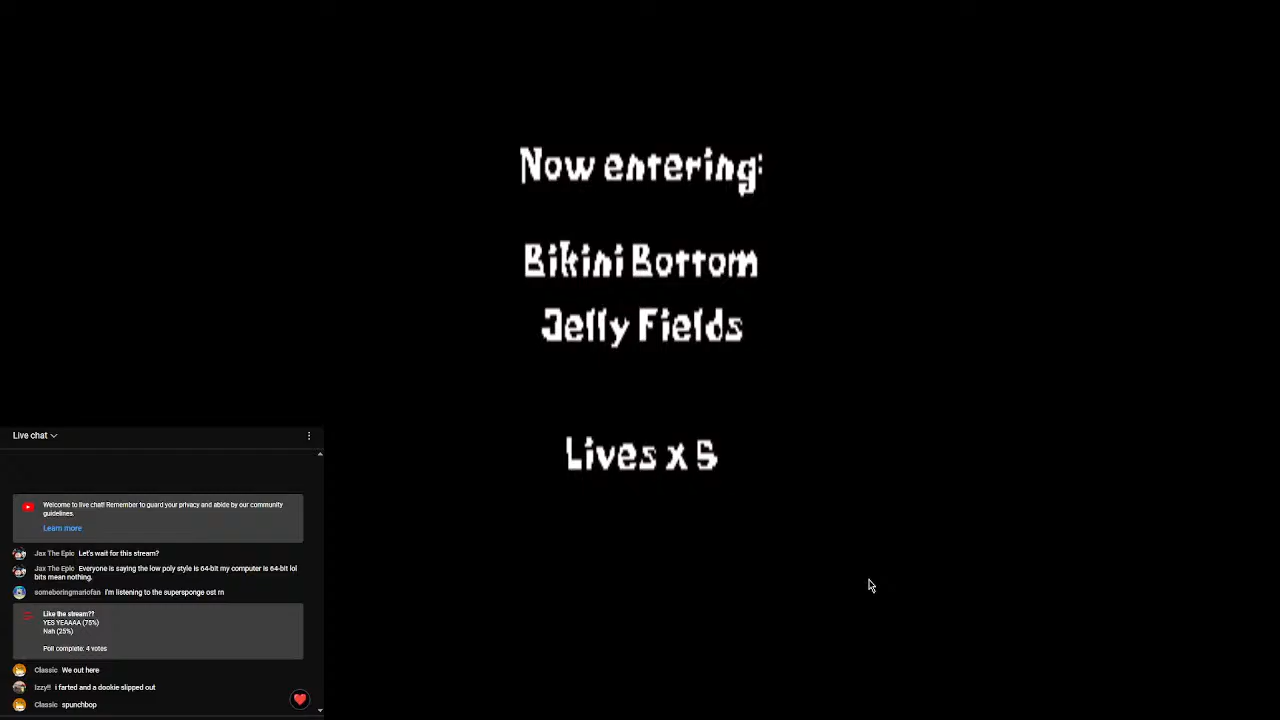 Now entering:
Bikini Bottom
Jelly Fields
Lives x 5
Live chat
Welcome to live chat! Remember to guard your privacy and abide by our community
guidelines.
Learn more
Jax The Epic Let's wait for this stream?
Jax The Epic Everyone is saying the low poly style is 64-bit my computer is 64-bit lol
bits mean nothing.
someboringmariofan I'm listening to the supersponge ost rn
Like the stream??
YES YEAAAA (75%)
Nah (25%)
Poll complete: 4 votes
Classic We out here
Izzy!! i farted and a dookie slipped out
Classic spunchbop